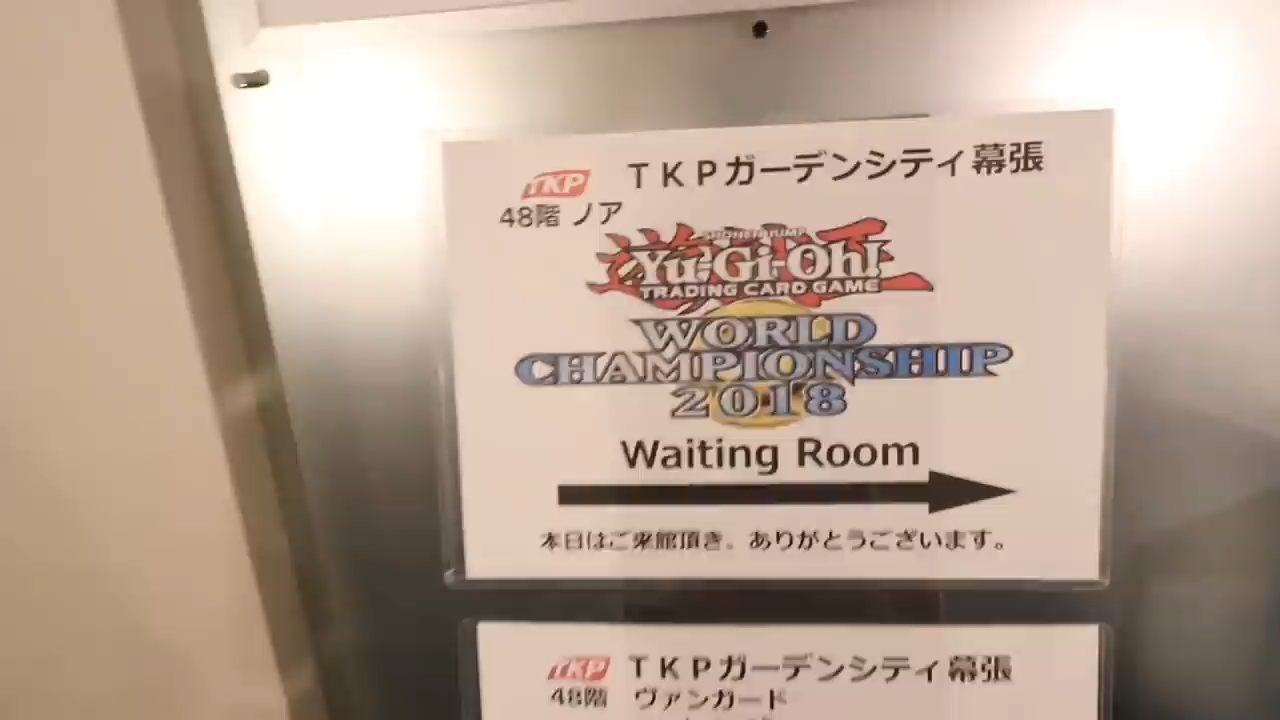 TKP TKPガーデンシティ幕張
48階 ノア
遊戯王
SHONEN JUMP
Yu-Gi-Oh!
TRADING CARD GAME
WORLD
CHAMPIONSHIP
2018
Waiting Room
本日はご来館頂き、ありがとうございます。
TKP TKPガーデンシティ幕張
48階 ヴァンガード